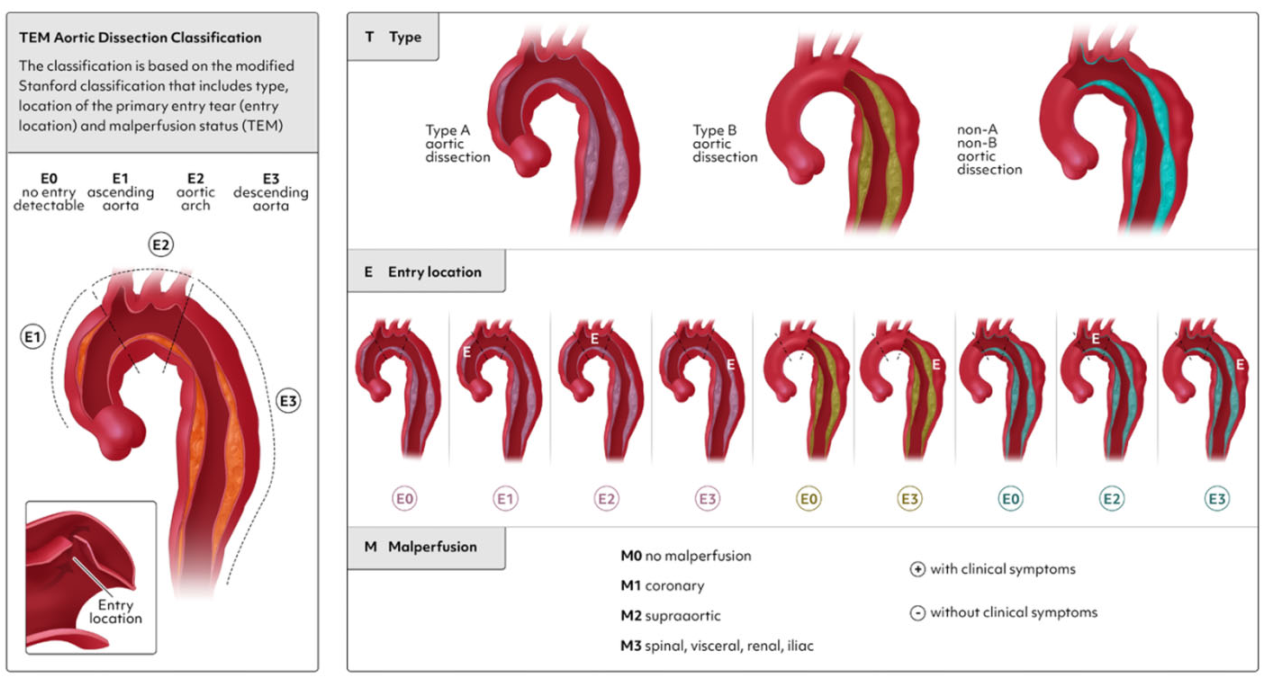 TEM Aortic Dissection Classification
The classification is based on the modified
Stanford classification that includes type,
location of the primary entry tear (entry
location) and malperfusion status (TEM)
E0
no entry
detectable
E1
ascending
aorta
E2
aortic
arch
E3
descending
aorta
E2
E1
E3
Entry
location
T Type
Type A
aortic
dissection
Type B
aortic
dissection
non-A
non-B
aortic
dissection
E Entry location
E
E
E
E
E
E
E0
E1
E2
E3
E0
E3
E0
E2
E3
M Malperfusion
M0 no malperfusion
M1 coronary
M2 supraaortic
M3 spinal, visceral, renal, iliac
+ with clinical symptoms
- without clinical symptoms